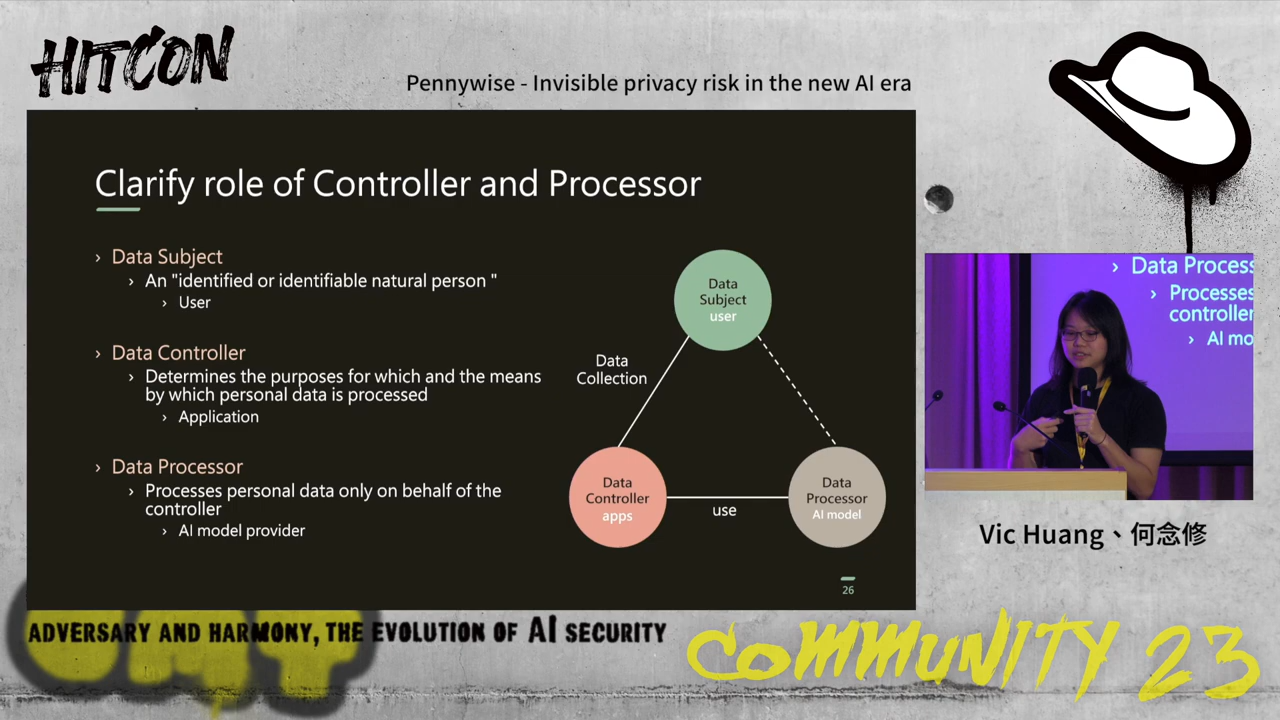 HITCON
Pennywise - Invisible privacy risk in the new AI era
Clarify role of Controller and Processor
› Data Subject
› An "identified or identifiable natural person "
› User
› Data Controller
› Determines the purposes for which and the means
by which personal data is processed
› Application
› Data Processor
› Processes personal data only on behalf of the
controller
› AI model provider
Data
Subject
user
Data
Collection
Data
Controller
apps
use
Data
Processor
AI model
26
› Data Process
› Processes
controller
› AI mo
Vic Huang、何念修
ADVERSARY AND HARMONY, THE EVOLUTION OF AI SECURITY
COMMUNITY 23